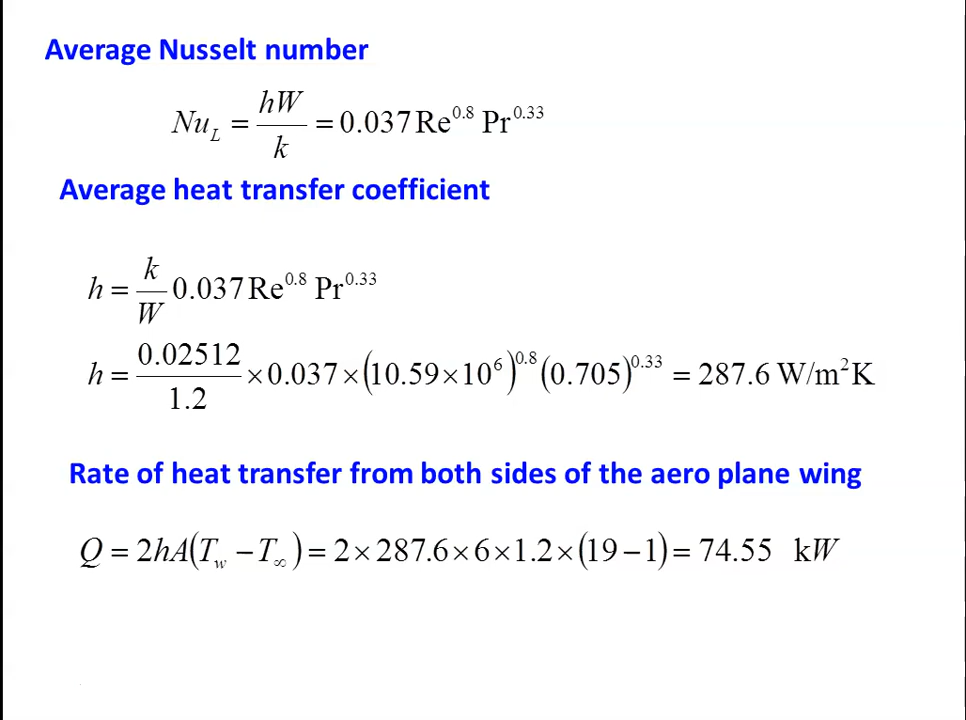 Average Nusselt number
Nu_L = hW/k = 0.037 Re^0.8 Pr^0.33
Average heat transfer coefficient
h = k/W 0.037 Re^0.8 Pr^0.33
h = 0.02512/1.2 × 0.037 × (10.59 × 10^6)^0.8 (0.705)^0.33 = 287.6 W/m^2 K
Rate of heat transfer from both sides of the aero plane wing
Q = 2hA(T_w − T_∞) = 2 × 287.6 × 6 × 1.2 × (19 − 1) = 74.55 kW